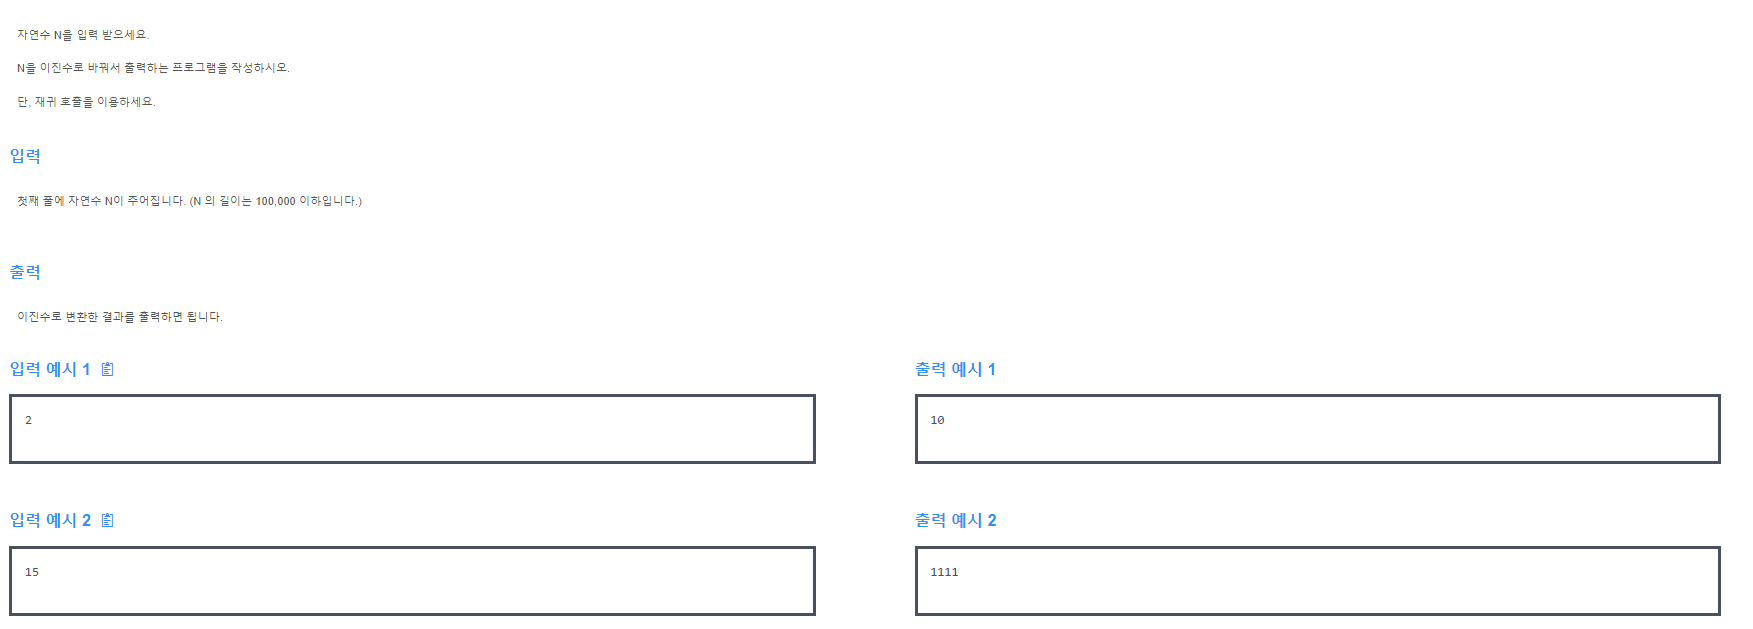 자연수 N을 입력 받으세요.
N을 이진수로 바꿔서 출력하는 프로그램을 작성하시오.
단, 재귀 호출을 이용하세요.
입력
첫째 줄에 자연수 N이 주어집니다. (N 의 길이는 100,000 이하입니다.)
출력
이진수로 변환한 결과를 출력하면 됩니다.
입력 예시 1
출력 예시 1
2
10
입력 예시 2
출력 예시 2
15
1111